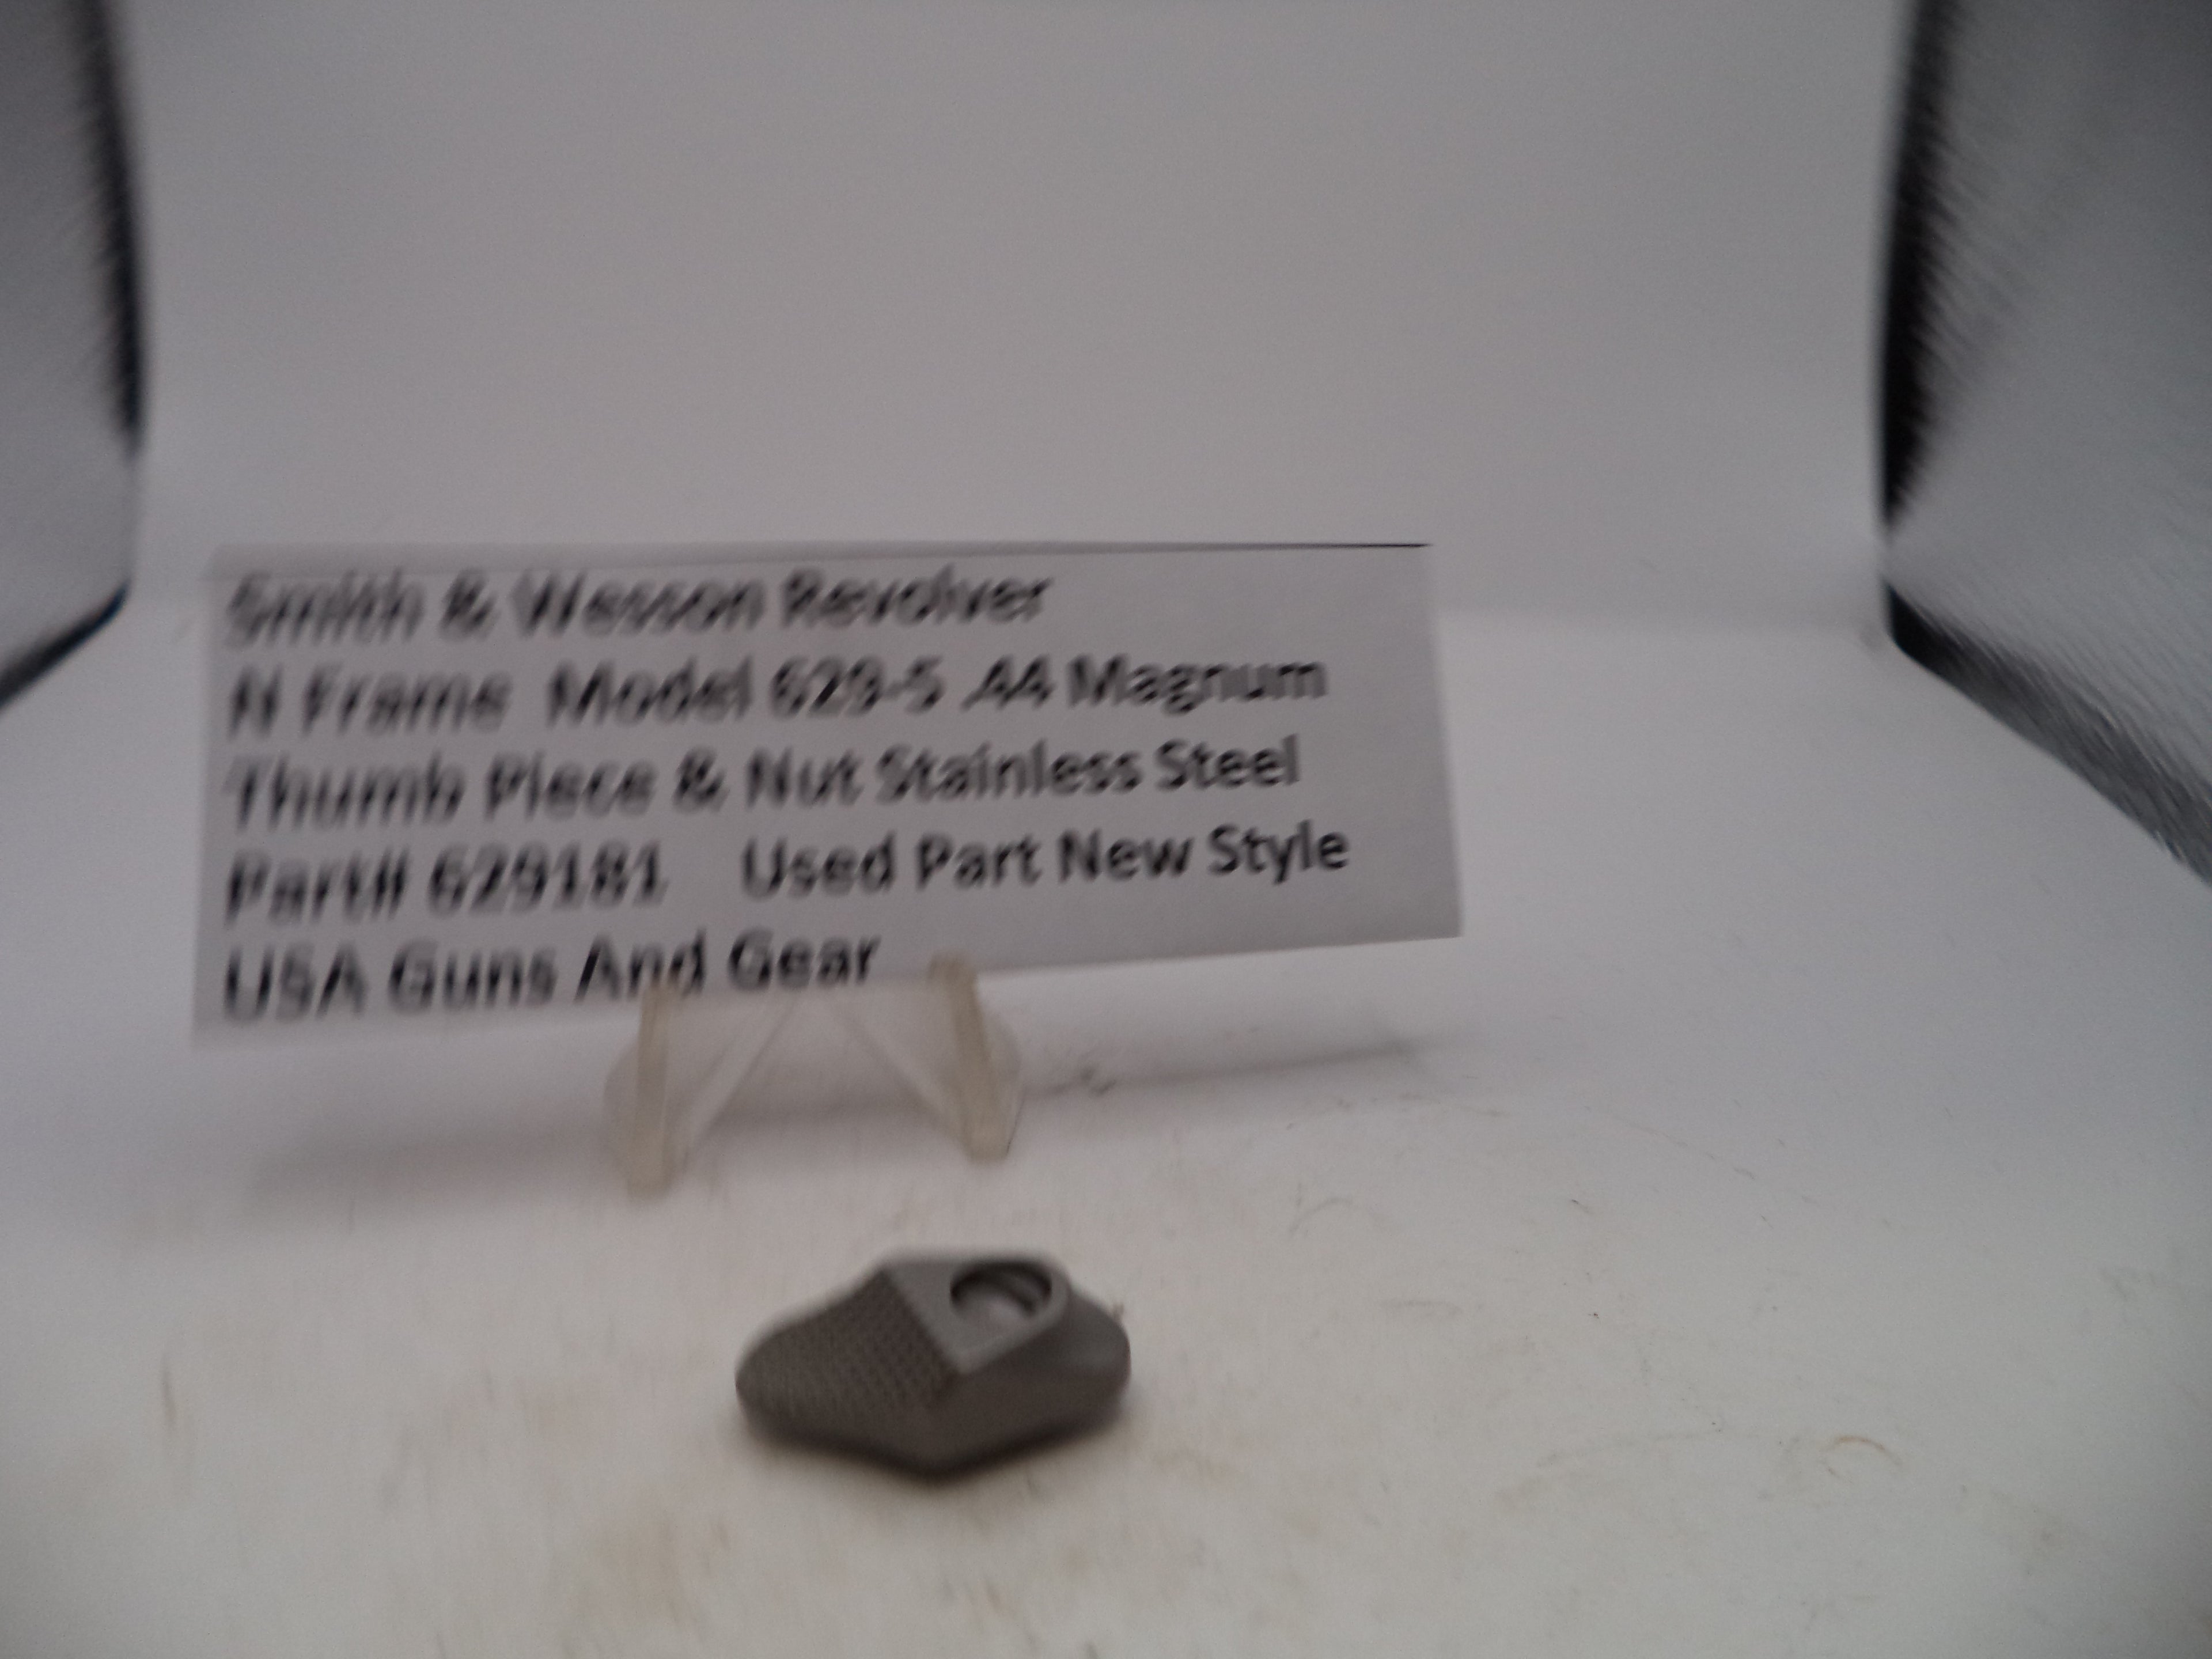 Smith & Wesson Revolver
N Frame Model 629-5 .44 Magnum
Thumb Piece & Nut Stainless Steel
Part# 629181 Used Part New Style
USA Guns And Gear